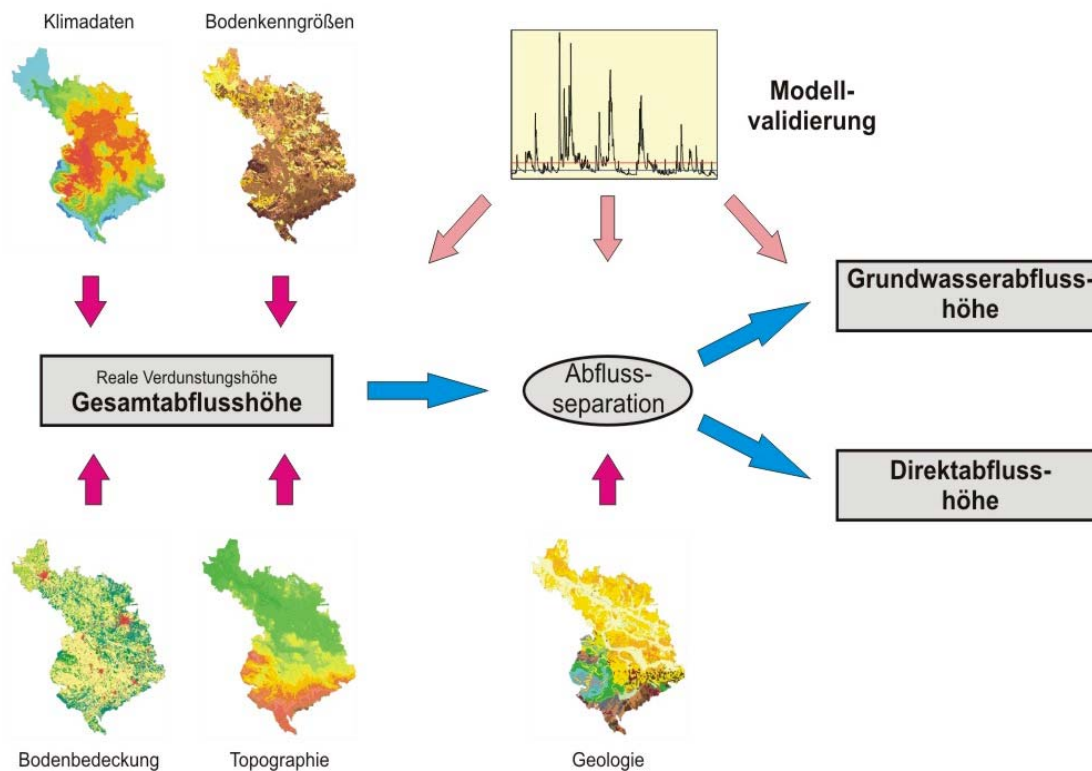 Klimadaten
Bodenkenngrößen
Modell-
validierung
Grundwasserabfluss-
höhe
Reale Verdunstungshöhe
Gesamtabflusshöhe
Abfluss-
separation
Direktabfluss-
höhe
Bodenbedeckung
Topographie
Geologie